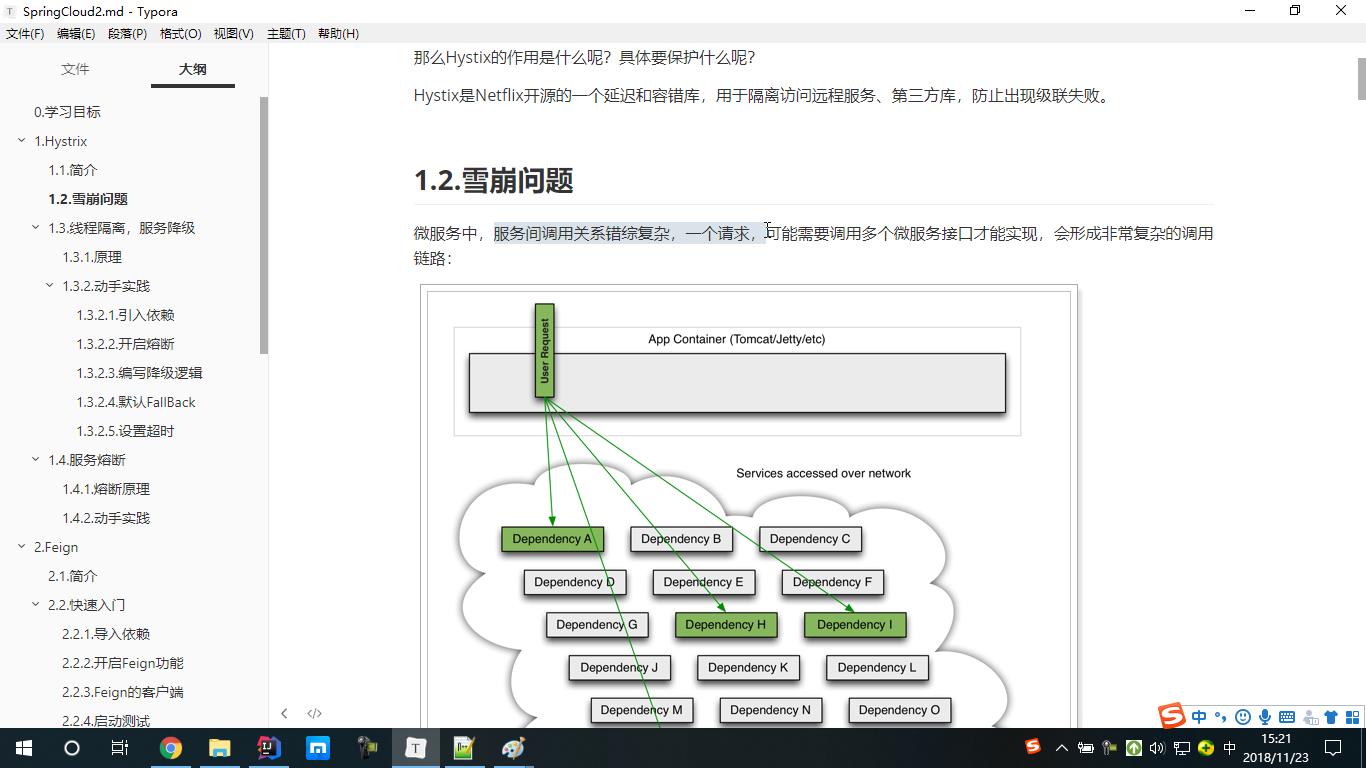 SpringCloud2.md - Typora
文件(F) 编辑(E) 段落(P) 格式(O) 视图(V) 主题(T) 帮助(H)
文件 大纲
0.学习目标
1.Hystrix
1.1.简介
1.2.雪崩问题
1.3.线程隔离，服务降级
1.3.1.原理
1.3.2.动手实践
1.3.2.1.引入依赖
1.3.2.2.开启熔断
1.3.2.3.编写降级逻辑
1.3.2.4.默认FallBack
1.3.2.5.设置超时
1.4.服务熔断
1.4.1.熔断原理
1.4.2.动手实践
2.Feign
2.1.简介
2.2.快速入门
2.2.1.导入依赖
2.2.2.开启Feign功能
2.2.3.Feign的客户端
2.2.4.启动测试
那么Hystix的作用是什么呢？具体要保护什么呢？
Hystix是Netflix开源的一个延迟和容错库，用于隔离访问远程服务、第三方库，防止出现级联失败。
1.2.雪崩问题
微服务中，服务间调用关系错综复杂，一个请求，可能需要调用多个微服务接口才能实现，会形成非常复杂的调用
链路：
User Request
App Container (Tomcat/Jetty/etc)
Services accessed over network
Dependency A Dependency B Dependency C
Dependency D Dependency E Dependency F
Dependency G Dependency H Dependency I
Dependency J Dependency K Dependency L
Dependency M Dependency N Dependency O
中
中
15:21
2018/11/23